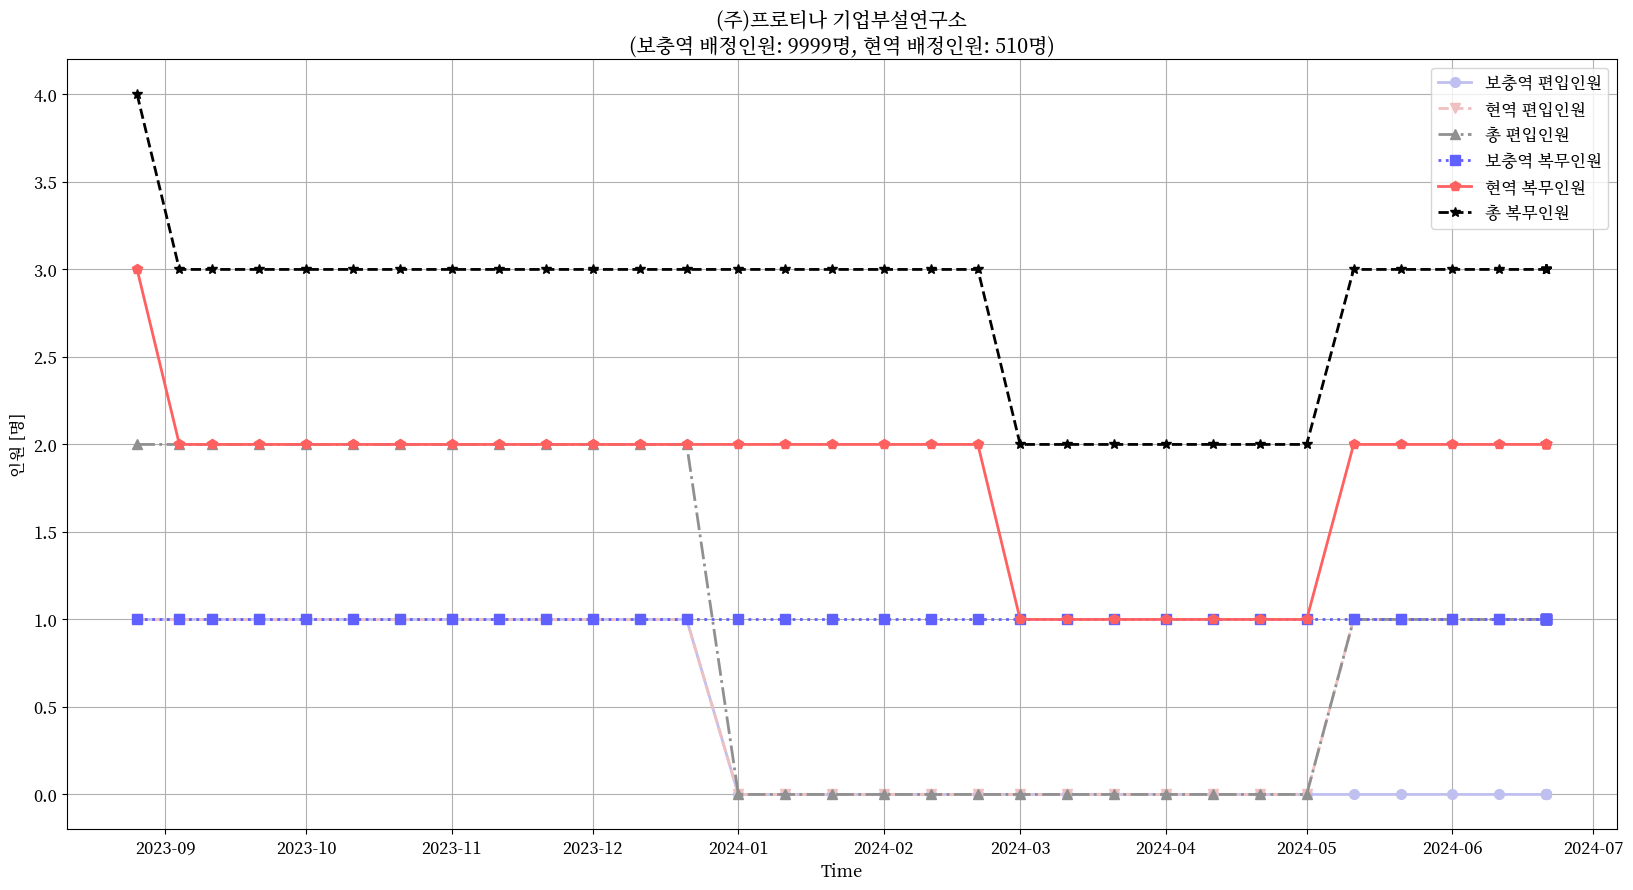 (주)프로티나 기업부설연구소
(보충역 배정인원: 9999명, 현역 배정인원: 510명)
보충역 편입인원
현역 편입인원
총 편입인원
보충역 복무인원
현역 복무인원
총 복무인원
4.0
3.5
3.0
2.5
2.0
1.5
1.0
0.5
0.0
인원 [명]
2023-09 2023-10 2023-11 2023-12 2024-01 2024-02 2024-03 2024-04 2024-05 2024-06 2024-07
Time